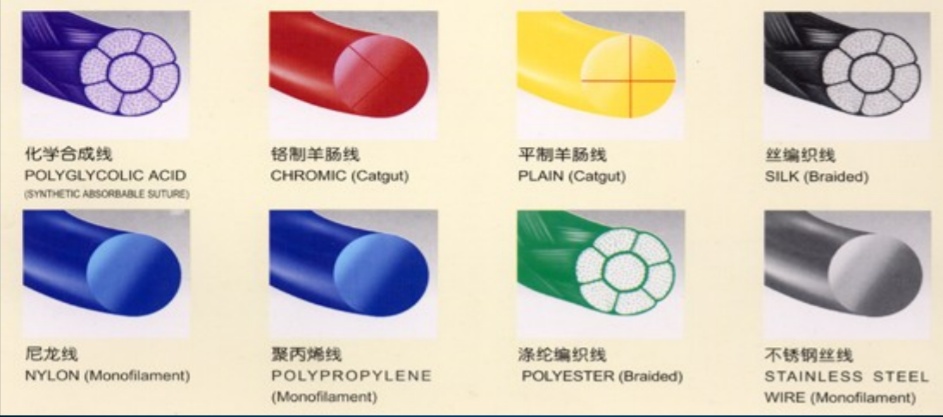 化学合成线
POLYGLYCOLIC ACID
(SYNTHETIC ABSORBABLE SUTURE)
铬制羊肠线
CHROMIC (Catgut)
平制羊肠线
PLAIN (Catgut)
丝编织线
SILK (Braided)
尼龙线
NYLON (Monofilament)
聚丙烯线
POLYPROPYLENE
(Monofilament)
涤纶编织线
POLYESTER (Braided)
不锈钢丝线
STAINLESS STEEL
WIRE (Monofilament)